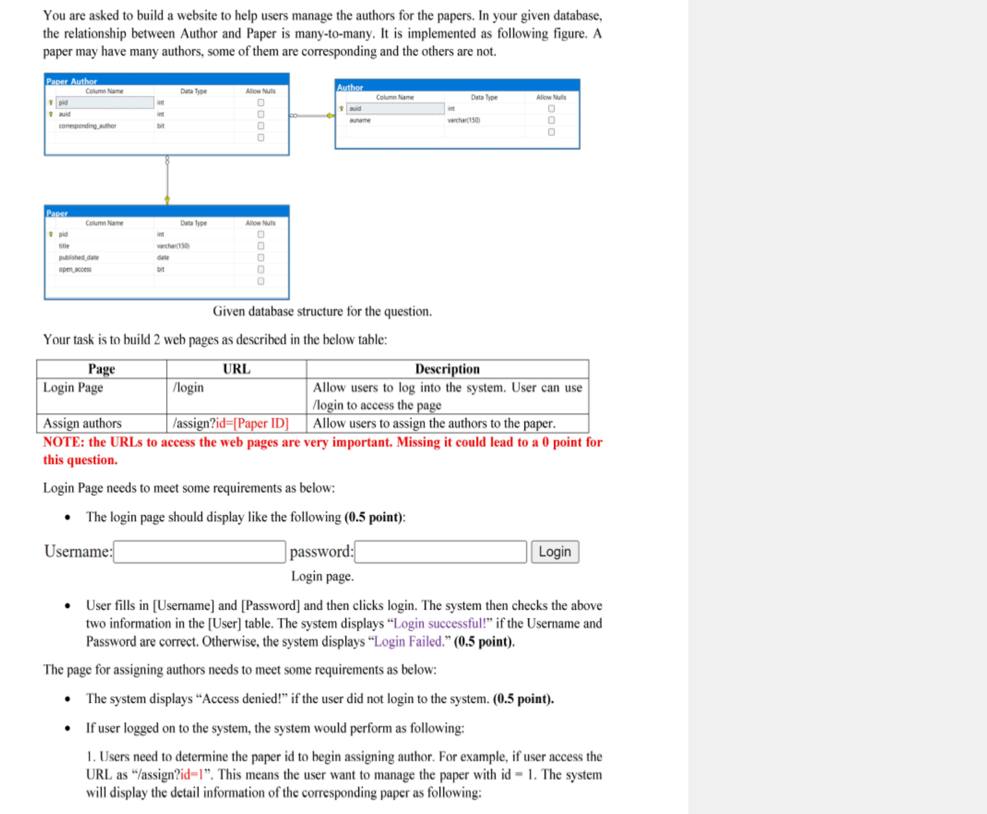 You are asked to build a website to help users manage the authors for the papers. In your given database,
the relationship between Author and Paper is many-to-many. It is implemented as following figure. A
paper may have many authors, some of them are corresponding and the others are not.
Paper Author
Column Name Data Type Allow Nulls
pid int
auid int
corresponding_author bit
Author
Column Name Data Type Allow Nulls
auid int
auname varchar(150)
Paper
Column Name Data Type Allow Nulls
pid int
title varchar(150)
published_date date
open_access bit
Given database structure for the question.
Your task is to build 2 web pages as described in the below table:
Page URL Description
Login Page /login Allow users to log into the system. User can use
/login to access the page
Assign authors /assign?id=[Paper ID] Allow users to assign the authors to the paper.
NOTE: the URLs to access the web pages are very important. Missing it could lead to a 0 point for
this question.
Login Page needs to meet some requirements as below:
• The login page should display like the following (0.5 point):
Username: password: Login
Login page.
• User fills in [Username] and [Password] and then clicks login. The system then checks the above
two information in the [User] table. The system displays “Login successful!” if the Username and
Password are correct. Otherwise, the system displays “Login Failed.” (0.5 point).
The page for assigning authors needs to meet some requirements as below:
• The system displays “Access denied!” if the user did not login to the system. (0.5 point).
• If user logged on to the system, the system would perform as following:
1. Users need to determine the paper id to begin assigning author. For example, if user access the
URL as “/assign?id=1”. This means the user want to manage the paper with id = 1. The system
will display the detail information of the corresponding paper as following: